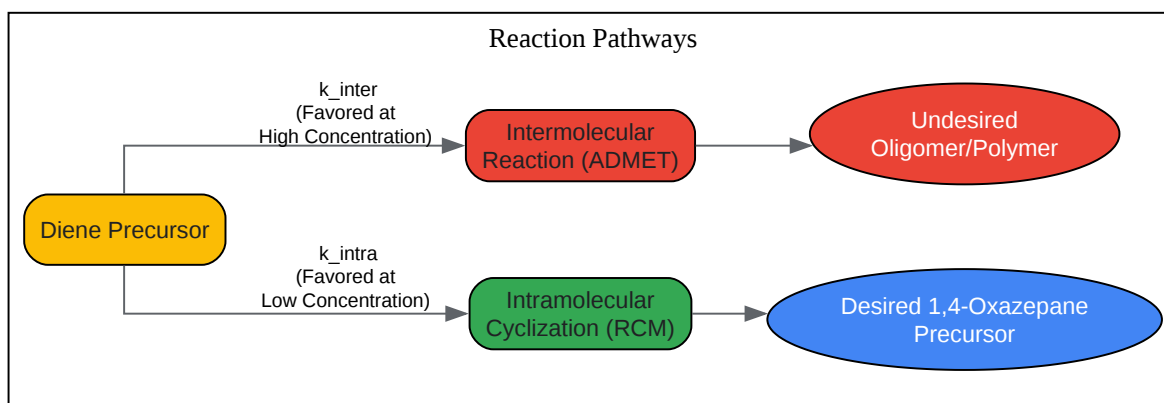 Reaction Pathways
k_inter
(Favored at
High Concentration)
Intermolecular
Reaction (ADMET)
Undesired
Oligomer/Polymer
Diene Precursor
k_intra
(Favored at
Low Concentration)
Intramolecular
Cyclization (RCM)
Desired 1,4-Oxazepane
Precursor